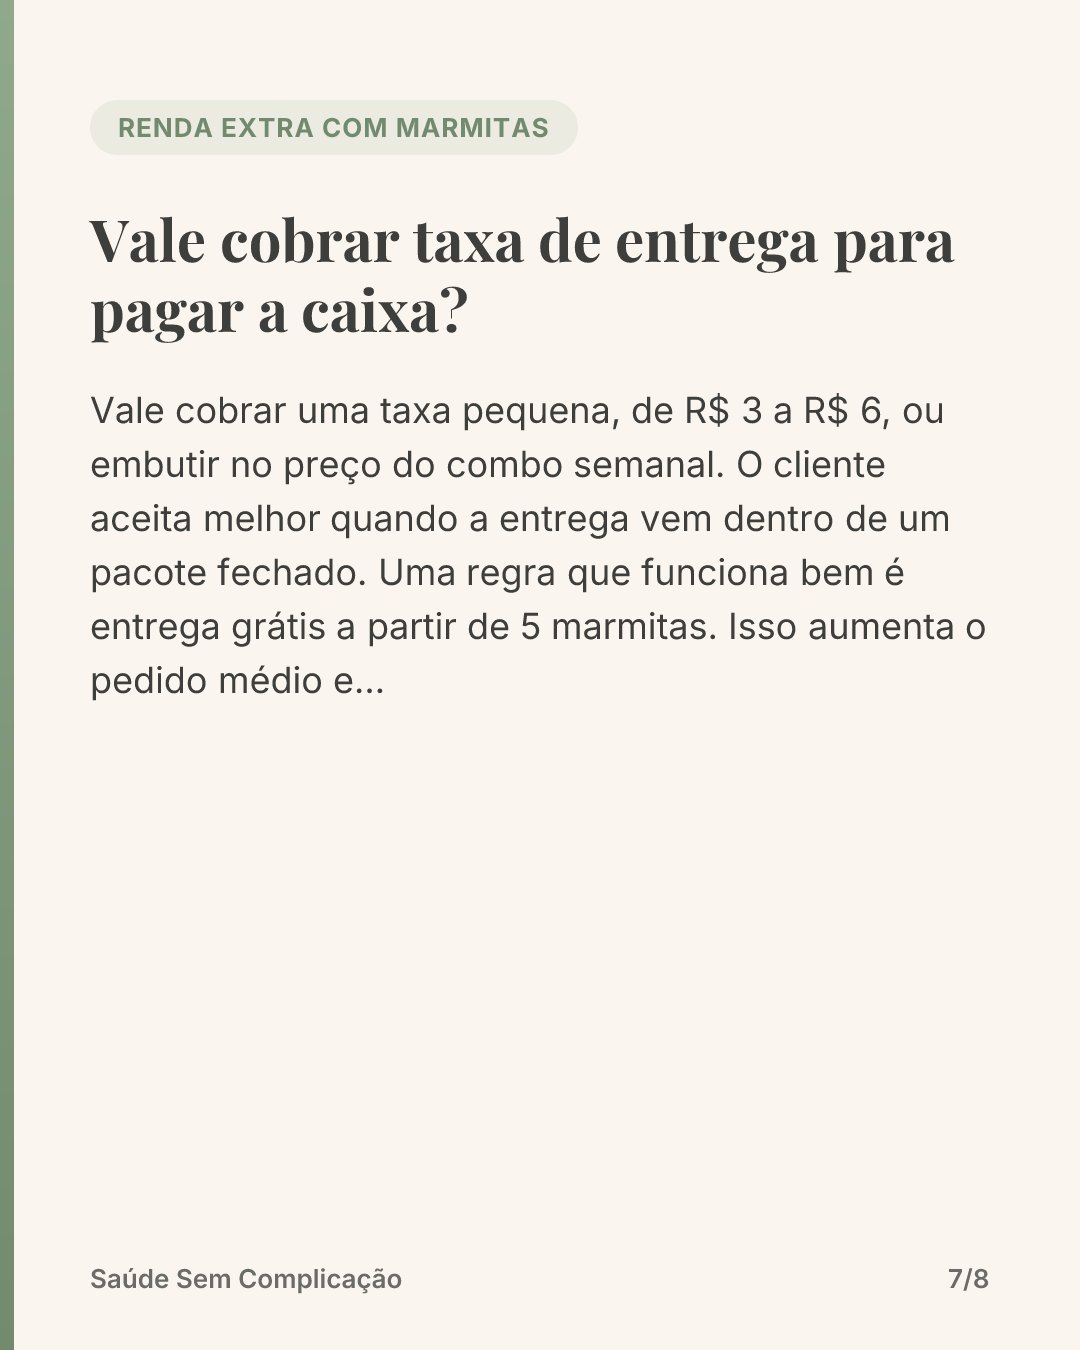 RENDA EXTRA COM MARMITAS
Vale cobrar taxa de entrega para
pagar a caixa?
Vale cobrar uma taxa pequena, de R$ 3 a R$ 6, ou
embutir no preço do combo semanal. O cliente
aceita melhor quando a entrega vem dentro de um
pacote fechado. Uma regra que funciona bem é
entrega grátis a partir de 5 marmitas. Isso aumenta o
pedido médio e...
Saúde Sem Complicação
7/8